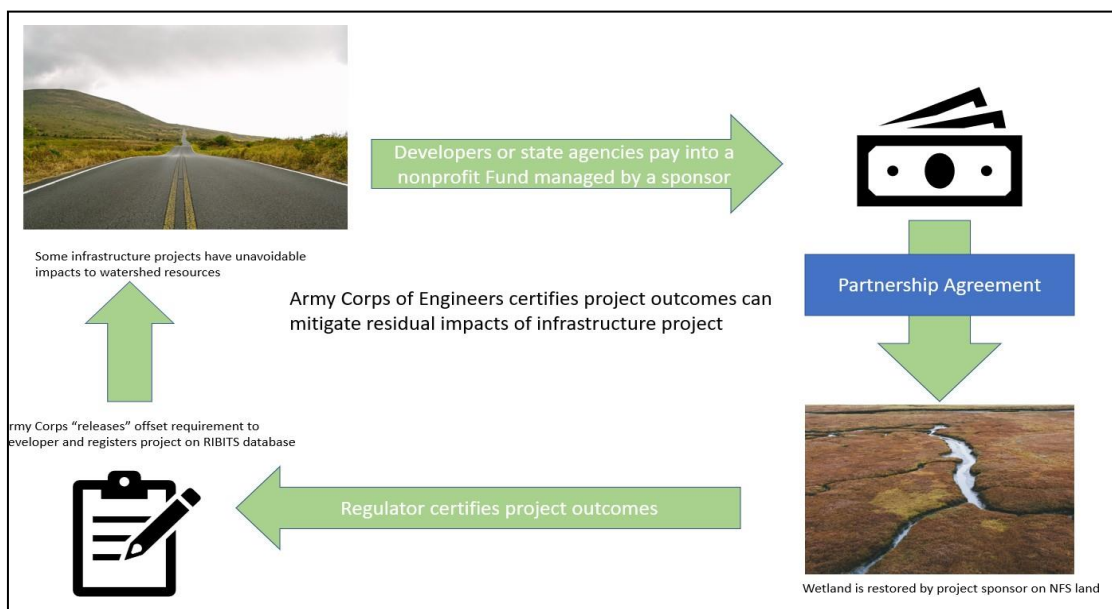 Developers or state agencies pay into a
nonprofit Fund managed by a sponsor
Some infrastructure projects have unavoidable
impacts to watershed resources
Partnership Agreement
Army Corps of Engineers certifies project outcomes can
mitigate residual impacts of infrastructure project
rmy Corps “releases” offset requirement to
eveloper and registers project on RIBITS database
Regulator certifies project outcomes
Wetland is restored by project sponsor on NFS land